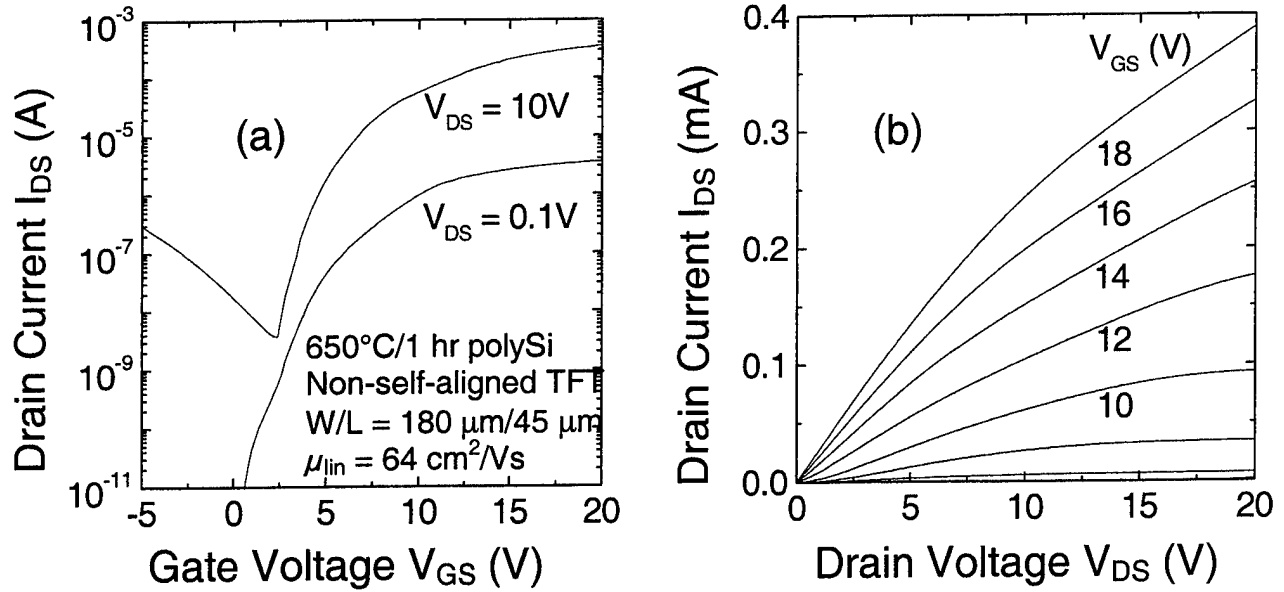 10⁻³
10⁻⁵
10⁻⁷
10⁻⁹
10⁻¹¹
Drain Current I_DS (A)
(a)
V_DS = 10V
V_DS = 0.1V
650°C/1 hr polySi
Non-self-aligned TFT
W/L = 180 μm/45 μm
μ_lin = 64 cm²/Vs
-5 0 5 10 15 20
Gate Voltage V_GS (V)
0.4
0.3
0.2
0.1
0.0
Drain Current I_DS (mA)
(b)
V_GS (V)
18
16
14
12
10
0 5 10 15 20
Drain Voltage V_DS (V)